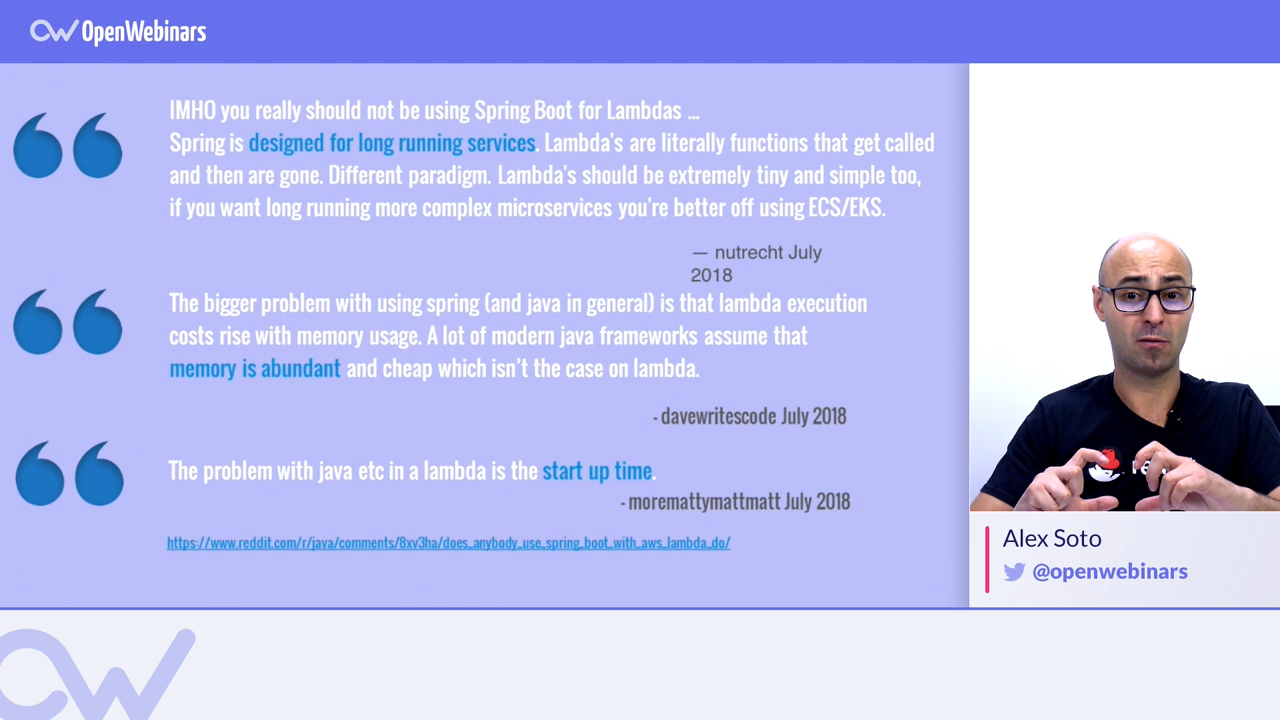 OpenWebinars
IMHO you really should not be using Spring Boot for Lambdas ...
Spring is designed for long running services. Lambda's are literally functions that get called
and then are gone. Different paradigm. Lambda's should be extremely tiny and simple too,
if you want long running more complex microservices you're better off using ECS/EKS.
— nutrecht July
2018
The bigger problem with using spring (and java in general) is that lambda execution
costs rise with memory usage. A lot of modern java frameworks assume that
memory is abundant and cheap which isn't the case on lambda.
- davewritescode July 2018
The problem with java etc in a lambda is the start up time.
- moremattymattmatt July 2018
https://www.reddit.com/r/java/comments/8xv3ha/does_anybody_use_spring_boot_with_aws_lambda_do/
Alex Soto
@openwebinars